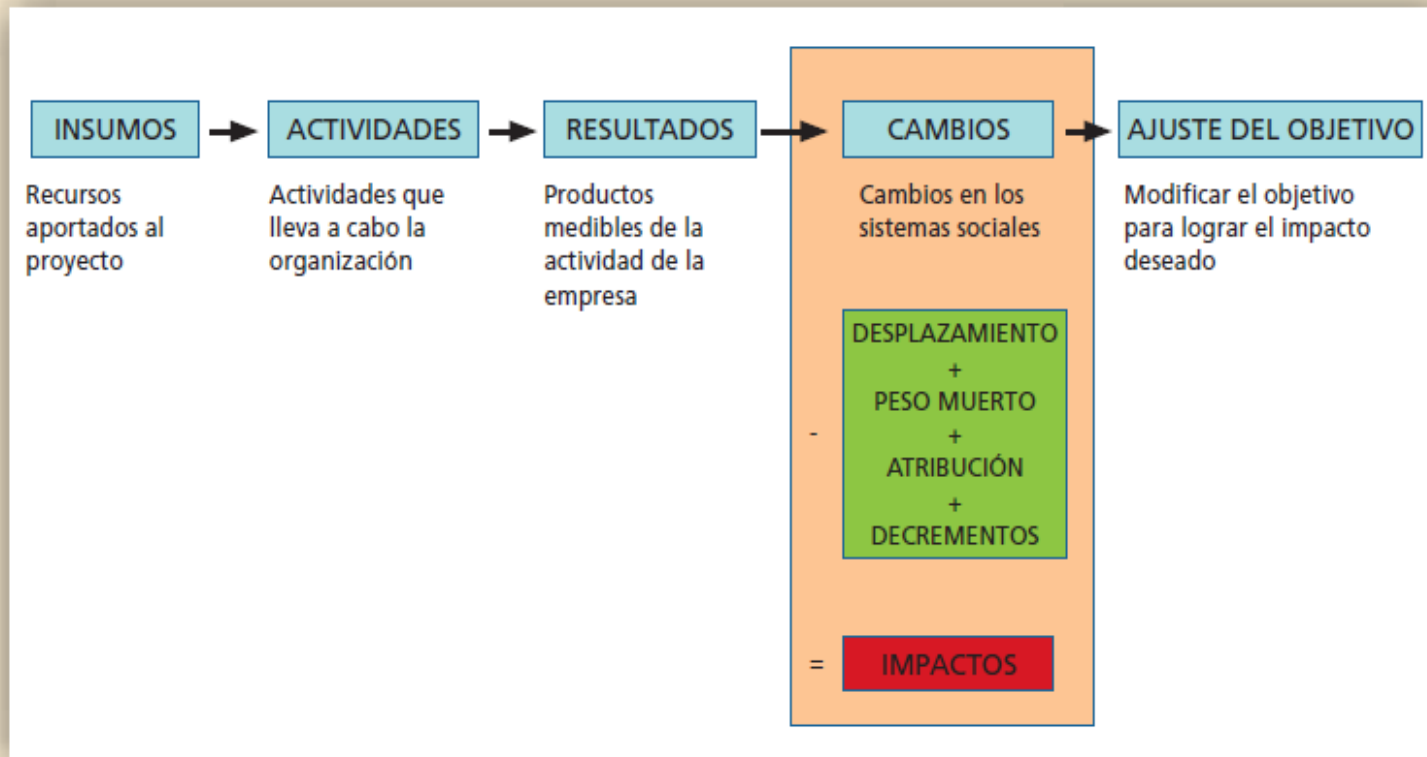 INSUMOS
ACTIVIDADES
RESULTADOS
CAMBIOS
AJUSTE DEL OBJETIVO
Recursos
aportados al
proyecto
Actividades que
lleva a cabo la
organización
Productos
medibles de la
actividad de la
empresa
Cambios en los
sistemas sociales
Modificar el objetivo
para lograr el impacto
deseado
-
DESPLAZAMIENTO
+
PESO MUERTO
+
ATRIBUCIÓN
+
DECREMENTOS
= IMPACTOS